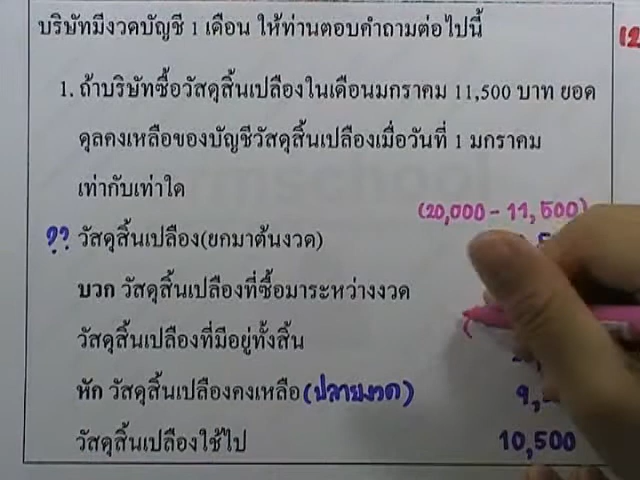 บริษัทมีงวดบัญชี 1 เดือน ให้ท่านตอบคำถามต่อไปนี้
1. ถ้าบริษัทซื้อวัสดุสิ้นเปลืองในเดือนมกราคม 11,500 บาท ยอด
ดุลคงเหลือของบัญชีวัสดุสิ้นเปลืองเมื่อวันที่ 1 มกราคม
เท่ากับเท่าใด
(20,000 - 11,500)
?? วัสดุสิ้นเปลือง(ยกมาต้นงวด)
บวก วัสดุสิ้นเปลืองที่ซื้อมาระหว่างงวด
วัสดุสิ้นเปลืองที่มีอยู่ทั้งสิ้น
หัก วัสดุสิ้นเปลืองคงเหลือ(ปลายงวด)
วัสดุสิ้นเปลืองใช้ไป 10,500